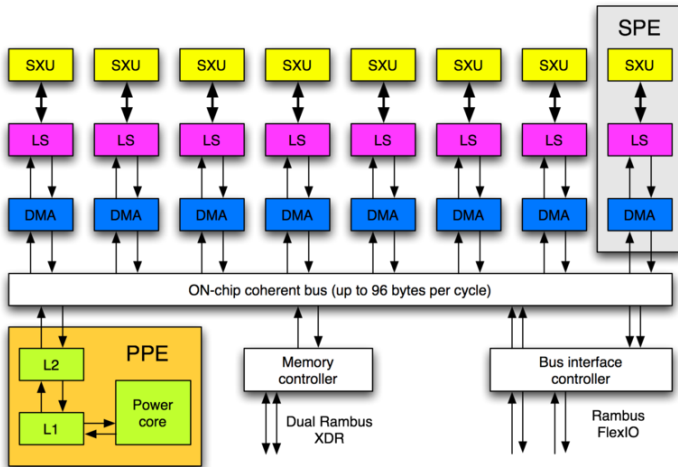 SPE
SXU SXU SXU SXU SXU SXU SXU SXU
LS LS LS LS LS LS LS LS
DMA DMA DMA DMA DMA DMA DMA DMA
ON-chip coherent bus (up to 96 bytes per cycle)
PPE
L2
L1
Power
core
Memory
controller
Dual Rambus
XDR
Bus interface
controller
Rambus
FlexIO